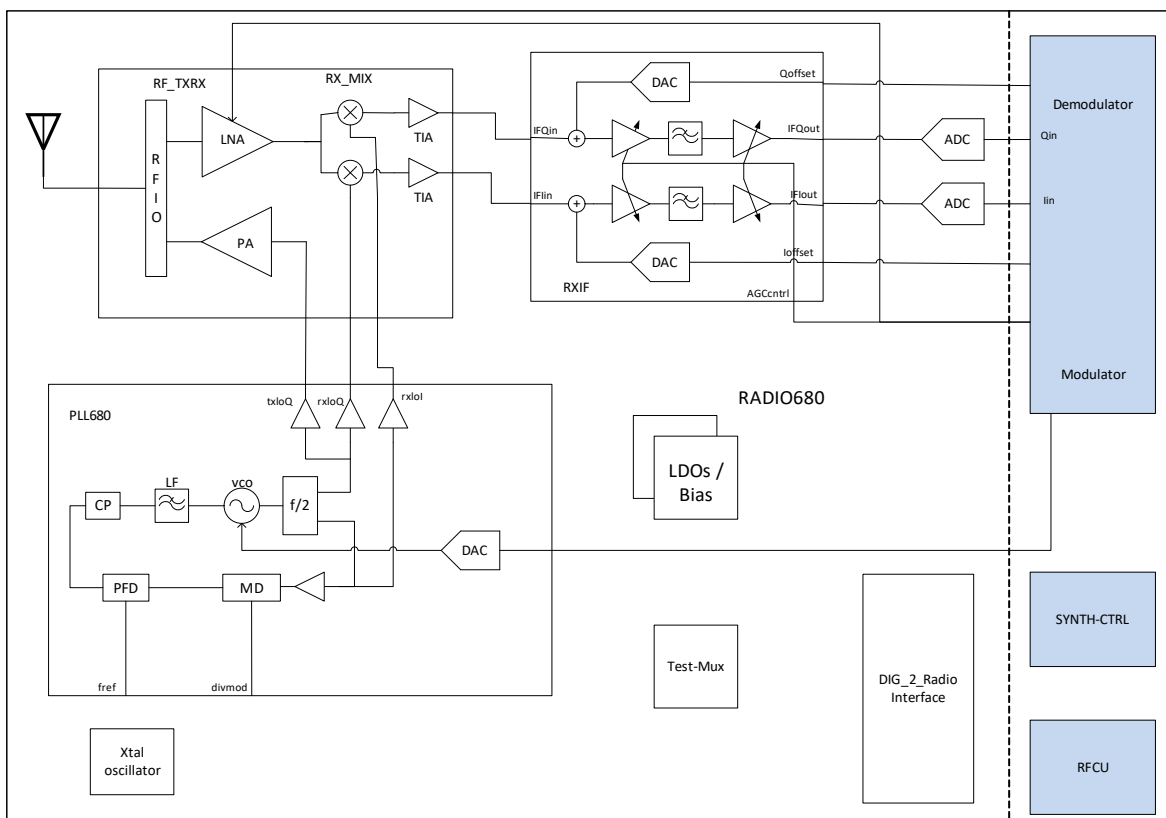 RF_TXRX
RX_MIX
LNA
TIA
TIA
R
F
I
O
PA
DAC
Qoffset
IFQin
+
IFQout
ADC
Qin
IFIin
+
IFIout
ADC
Iin
DAC
Ioffset
RXIF
AGCcntrl
Demodulator
Modulator
PLL680
txloQ
rxloQ
rxloI
CP
LF
vco
f/2
DAC
PFD
MD
fref
divmod
RADIO680
LDOs /
Bias
Test-Mux
DIG_2_Radio
Interface
SYNTH-CTRL
RFCU
Xtal
oscillator